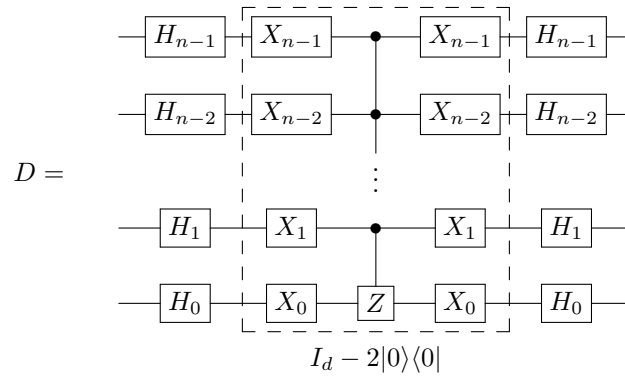 H_{n-1} X_{n-1} X_{n-1} H_{n-1}
H_{n-2} X_{n-2} X_{n-2} H_{n-2}
D = ⋮
H_1 X_1 X_1 H_1
H_0 X_0 Z X_0 H_0
I_d − 2|0⟩⟨0|